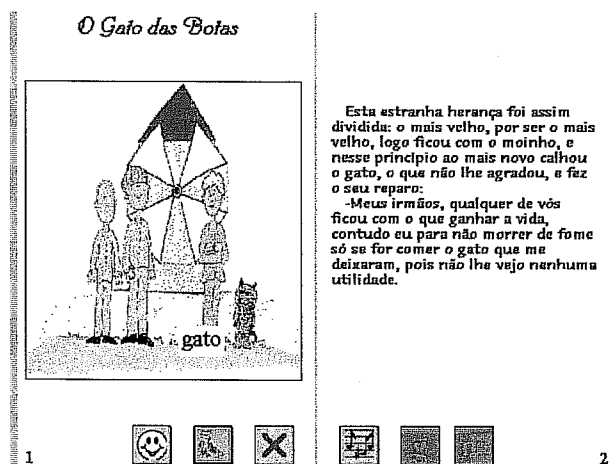 O Gato das Botas
gato
1
Esta estranha herança foi assim
dividida: o mais velho, por ser o mais
velho, logo ficou com o moinho, e
nesse princípio ao mais novo calhou
o gato, o que não lhe agradou, e fez
o seu reparo:
-Meus irmãos, qualquer de vós
ficou com o que ganhar a vida,
contudo eu para não morrer de fome
só se for comer o gato que me
deixaram, pois não lhe vejo nenhuma
utilidade.
2